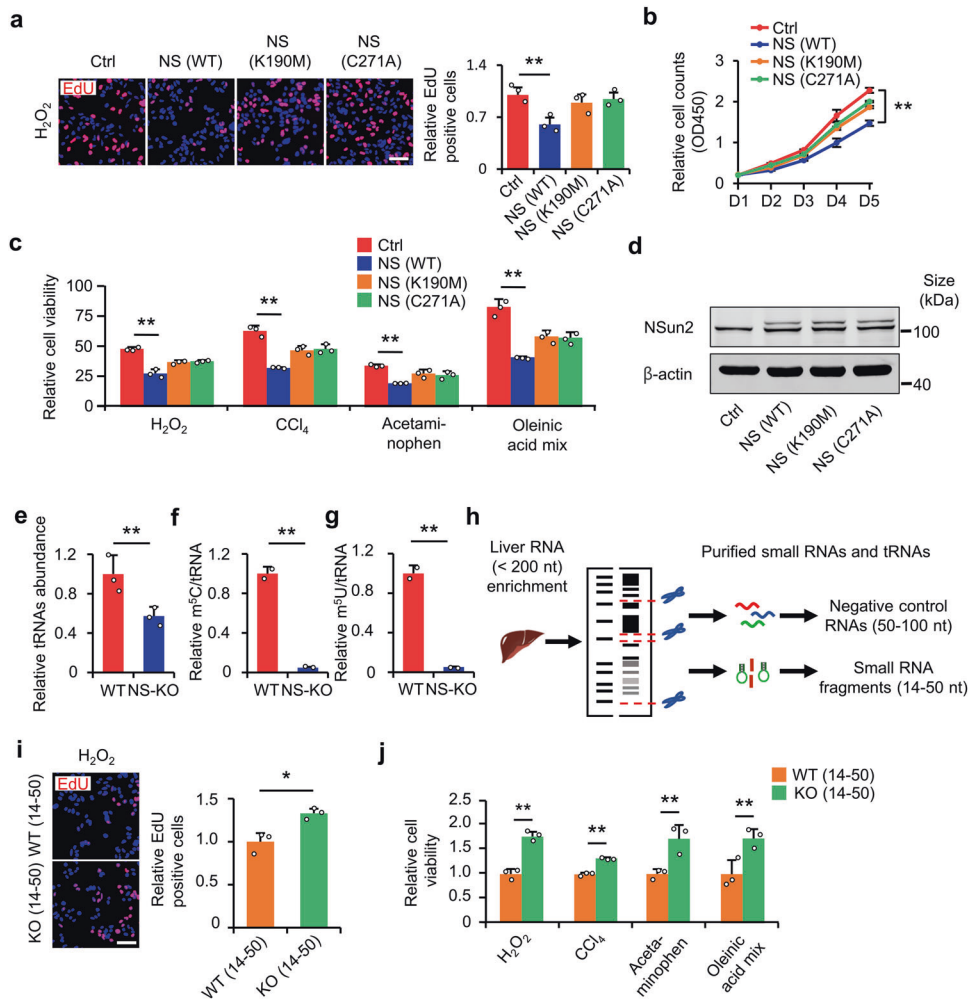 a
Ctrl
NS (WT)
NS
(K190M)
NS
(C271A)
EdU
H₂O₂
Relative EdU
positive cells
1.4
0.7
0
**
Ctrl
NS (WT)
NS (K190M)
NS (C271A)
b
NS (WT)
Ctrl
NS (K190M)
NS (C271A)
Relative cell counts
(OD450)
3
2
1
0
**
D1 D2 D3 D4 D5
c
Ctrl
NS (WT)
NS (K190M)
NS (C271A)
Relative cell viability
100
75
50
25
0
**
**
**
**
H₂O₂
CCl₄
Acetami-
nophen
Oleinic
acid mix
d
Size
(kDa)
NSun2
100
β-actin
40
Ctrl
NS (WT)
NS (K190M)
NS (C271A)
e
Relative tRNAs abundance
1.2
0.8
0.4
0
**
WT NS-KO
f
Relative m⁵C/tRNA
1.2
0.8
0.4
0
**
WT NS-KO
g
Relative m⁵U/tRNA
1.2
0.8
0.4
0
**
WT NS-KO
h
Liver RNA
(< 200 nt)
enrichment
Purified small RNAs and tRNAs
Negative control
RNAs (50-100 nt)
Small RNA
fragments (14-50 nt)
i
H₂O₂
EdU
KO (14-50) WT (14-50)
Relative EdU
positive cells
1.5
1.0
0.5
0
*
WT (14-50)
KO (14-50)
j
WT (14-50)
KO (14-50)
Relative cell
viability
2.5
2.0
1.5
1.0
0.5
0
**
**
**
**
H₂O₂
CCl₄
Aceta-
minophen
Oleinic
acid mix